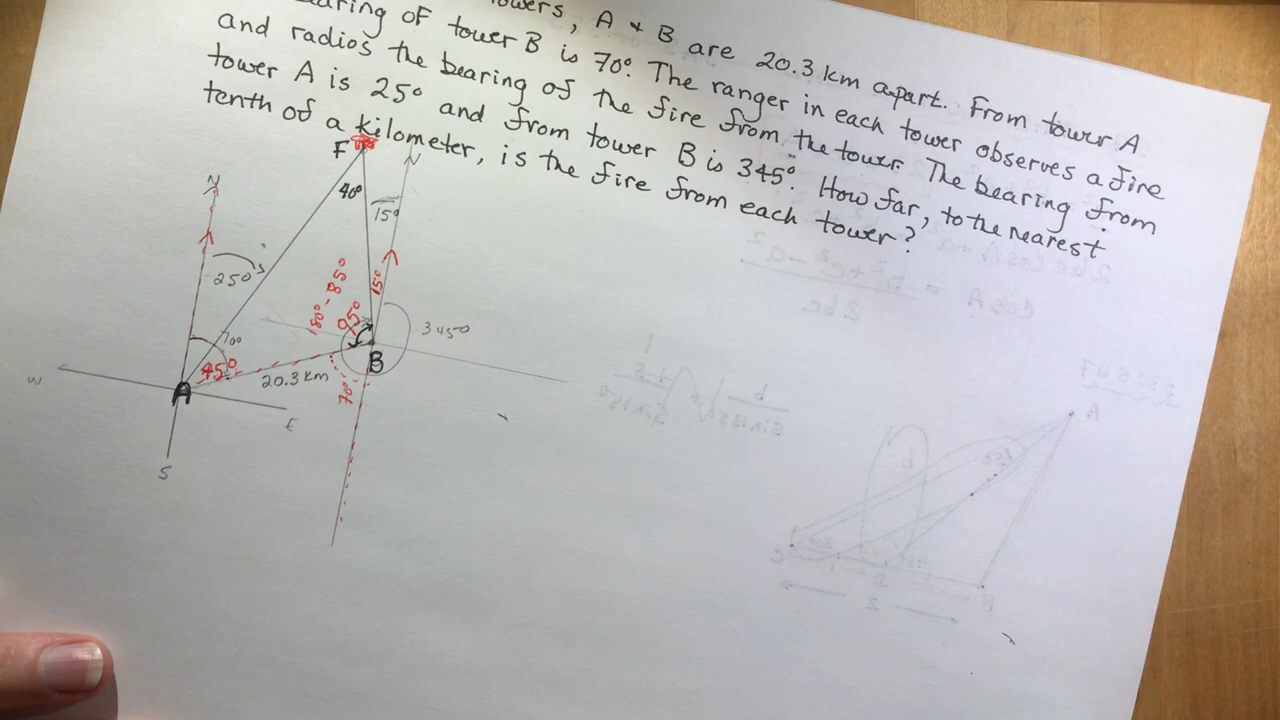 owers, A & B are 20.3 km apart. From tower A
aring of tower B is 70°. The ranger in each tower observes a fire
and radios the bearing of the fire from the tower. The bearing from
tower A is 25° and from tower B is 345°. How far, to the nearest
tenth of a kilometer, is the fire from each tower?
F
N
N
40°
15°
25°
15°
180°-85°
95°
345°
70°
45°
B
20.3 km
70°
W
A
E
S